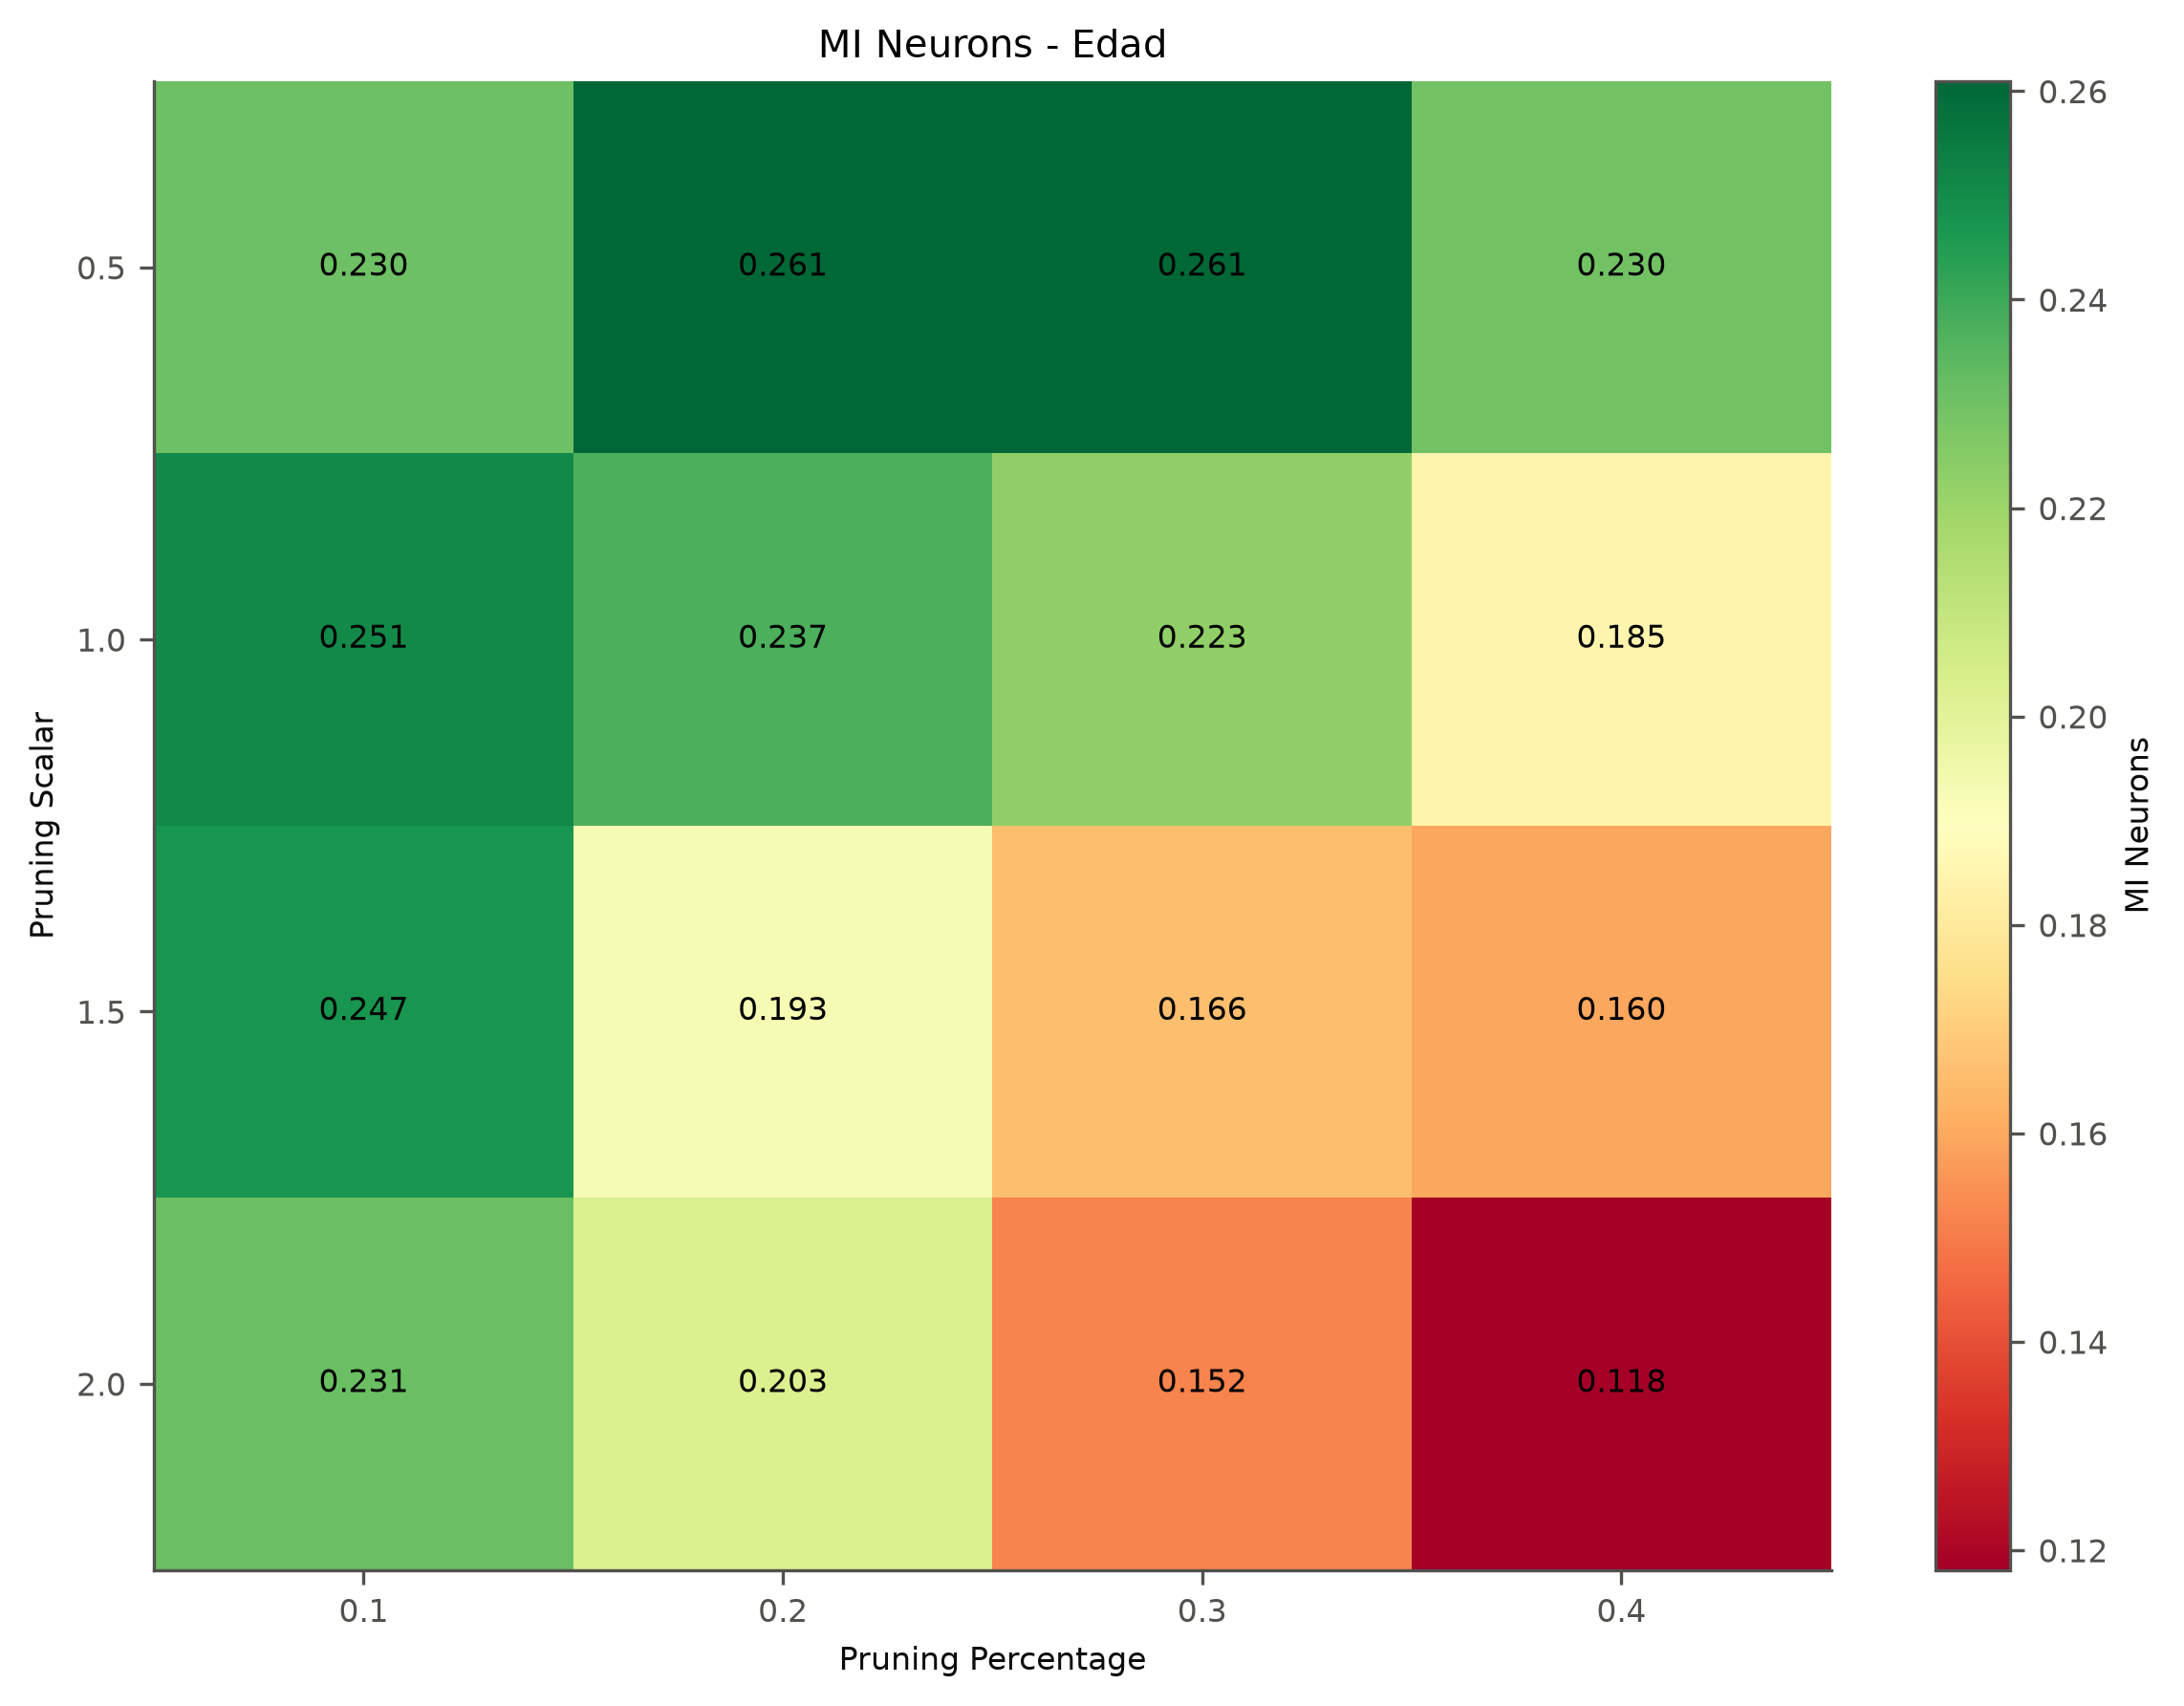 MI Neurons - Edad
0.5 0.230 0.261 0.261 0.230
1.0 0.251 0.237 0.223 0.185
1.5 0.247 0.193 0.166 0.160
2.0 0.231 0.203 0.152 0.118
0.1 0.2 0.3 0.4
Pruning Percentage
Pruning Scalar
0.26
0.24
0.22
0.20
0.18
0.16
0.14
0.12
MI Neurons